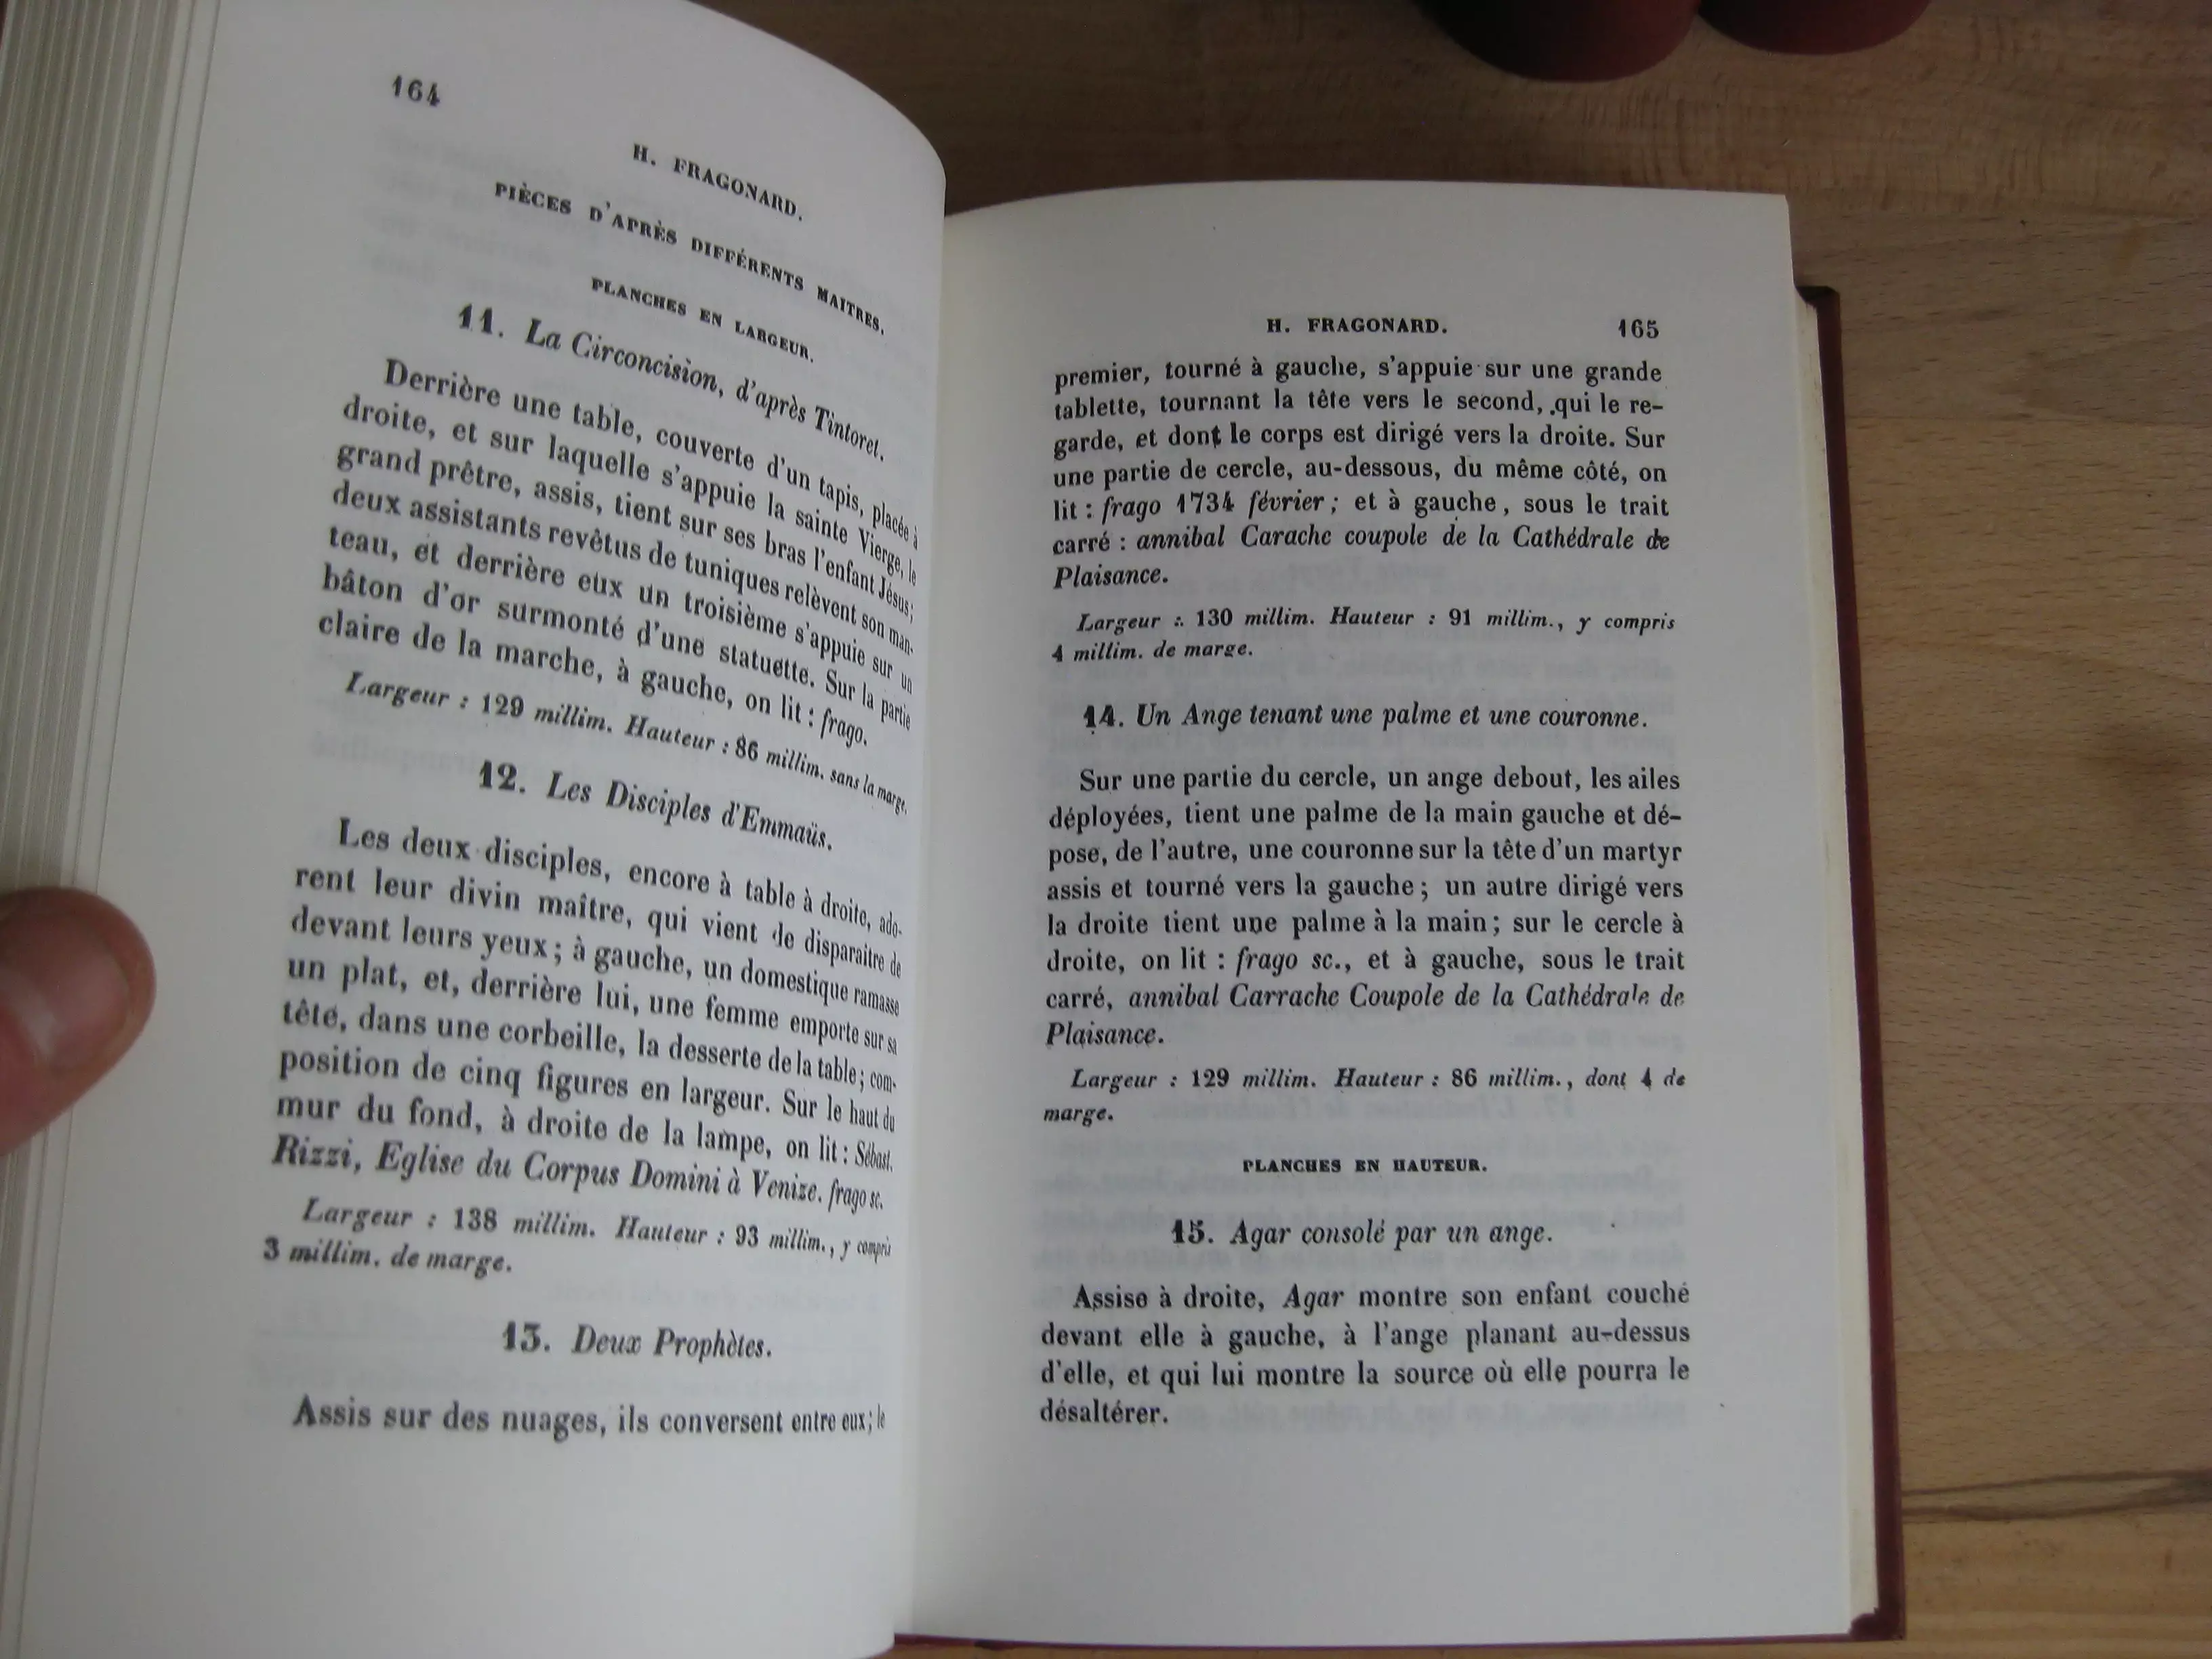 164
H. FRAGONARD.
PIÈCES D'APRÈS DIFFÉRENTS MAITRES.
PLANCHES EN LARGEUR.
11. La Circoncision, d'après Tintoret.
Derrière une table, couverte d'un tapis, placée à
droite, et sur laquelle s'appuie la sainte Vierge, le
grand prêtre, assis, tient sur ses bras l'enfant Jésus;
deux assistants revêtus de tuniques relèvent son man-
teau, et derrière eux un troisième s'appuie sur un
bâton d'or surmonté d'une statuette. Sur la partie
claire de la marche, à gauche, on lit : frago.
Largeur : 129 millim. Hauteur : 86 millim. sans la marge.
12. Les Disciples d'Emmaüs.
Les deux disciples, encore à table à droite, ado-
rent leur divin maître, qui vient de disparaitre de
devant leurs yeux; à gauche, un domestique ramasse
un plat, et, derrière lui, une femme emporte sur sa
tête, dans une corbeille, la desserte de la table; com-
position de cinq figures en largeur. Sur le haut du
mur du fond, à droite de la lampe, on lit : Sébast.
Rizzi, Eglise du Corpus Domini à Venize. frago sc.
Largeur : 138 millim. Hauteur : 93 millim., y compris
3 millim. de marge.
13. Deux Prophètes.
Assis sur des nuages, ils conversent entre eux; le
H. FRAGONARD. 165
premier, tourné à gauche, s'appuie sur une grande
tablette, tournant la tête vers le second, qui le re-
garde, et dont le corps est dirigé vers la droite. Sur
une partie de cercle, au-dessous, du même côté, on
lit : frago 1734 février; et à gauche, sous le trait
carré : annibal Carache coupole de la Cathédrale de
Plaisance.
Largeur : 130 millim. Hauteur : 91 millim., y compris
4 millim. de marge.
14. Un Ange tenant une palme et une couronne.
Sur une partie du cercle, un ange debout, les ailes
déployées, tient une palme de la main gauche et dé-
pose, de l'autre, une couronne sur la tête d'un martyr
assis et tourné vers la gauche; un autre dirigé vers
la droite tient une palme à la main; sur le cercle à
droite, on lit : frago sc., et à gauche, sous le trait
carré, annibal Carrache Coupole de la Cathédrale de
Plaisance.
Largeur : 129 millim. Hauteur : 86 millim., dont 4 de
marge.
PLANCHES EN HAUTEUR.
15. Agar consolé par un ange.
Assise à droite, Agar montre son enfant couché
devant elle à gauche, à l'ange planant au-dessus
d'elle, et qui lui montre la source où elle pourra le
désaltérer.